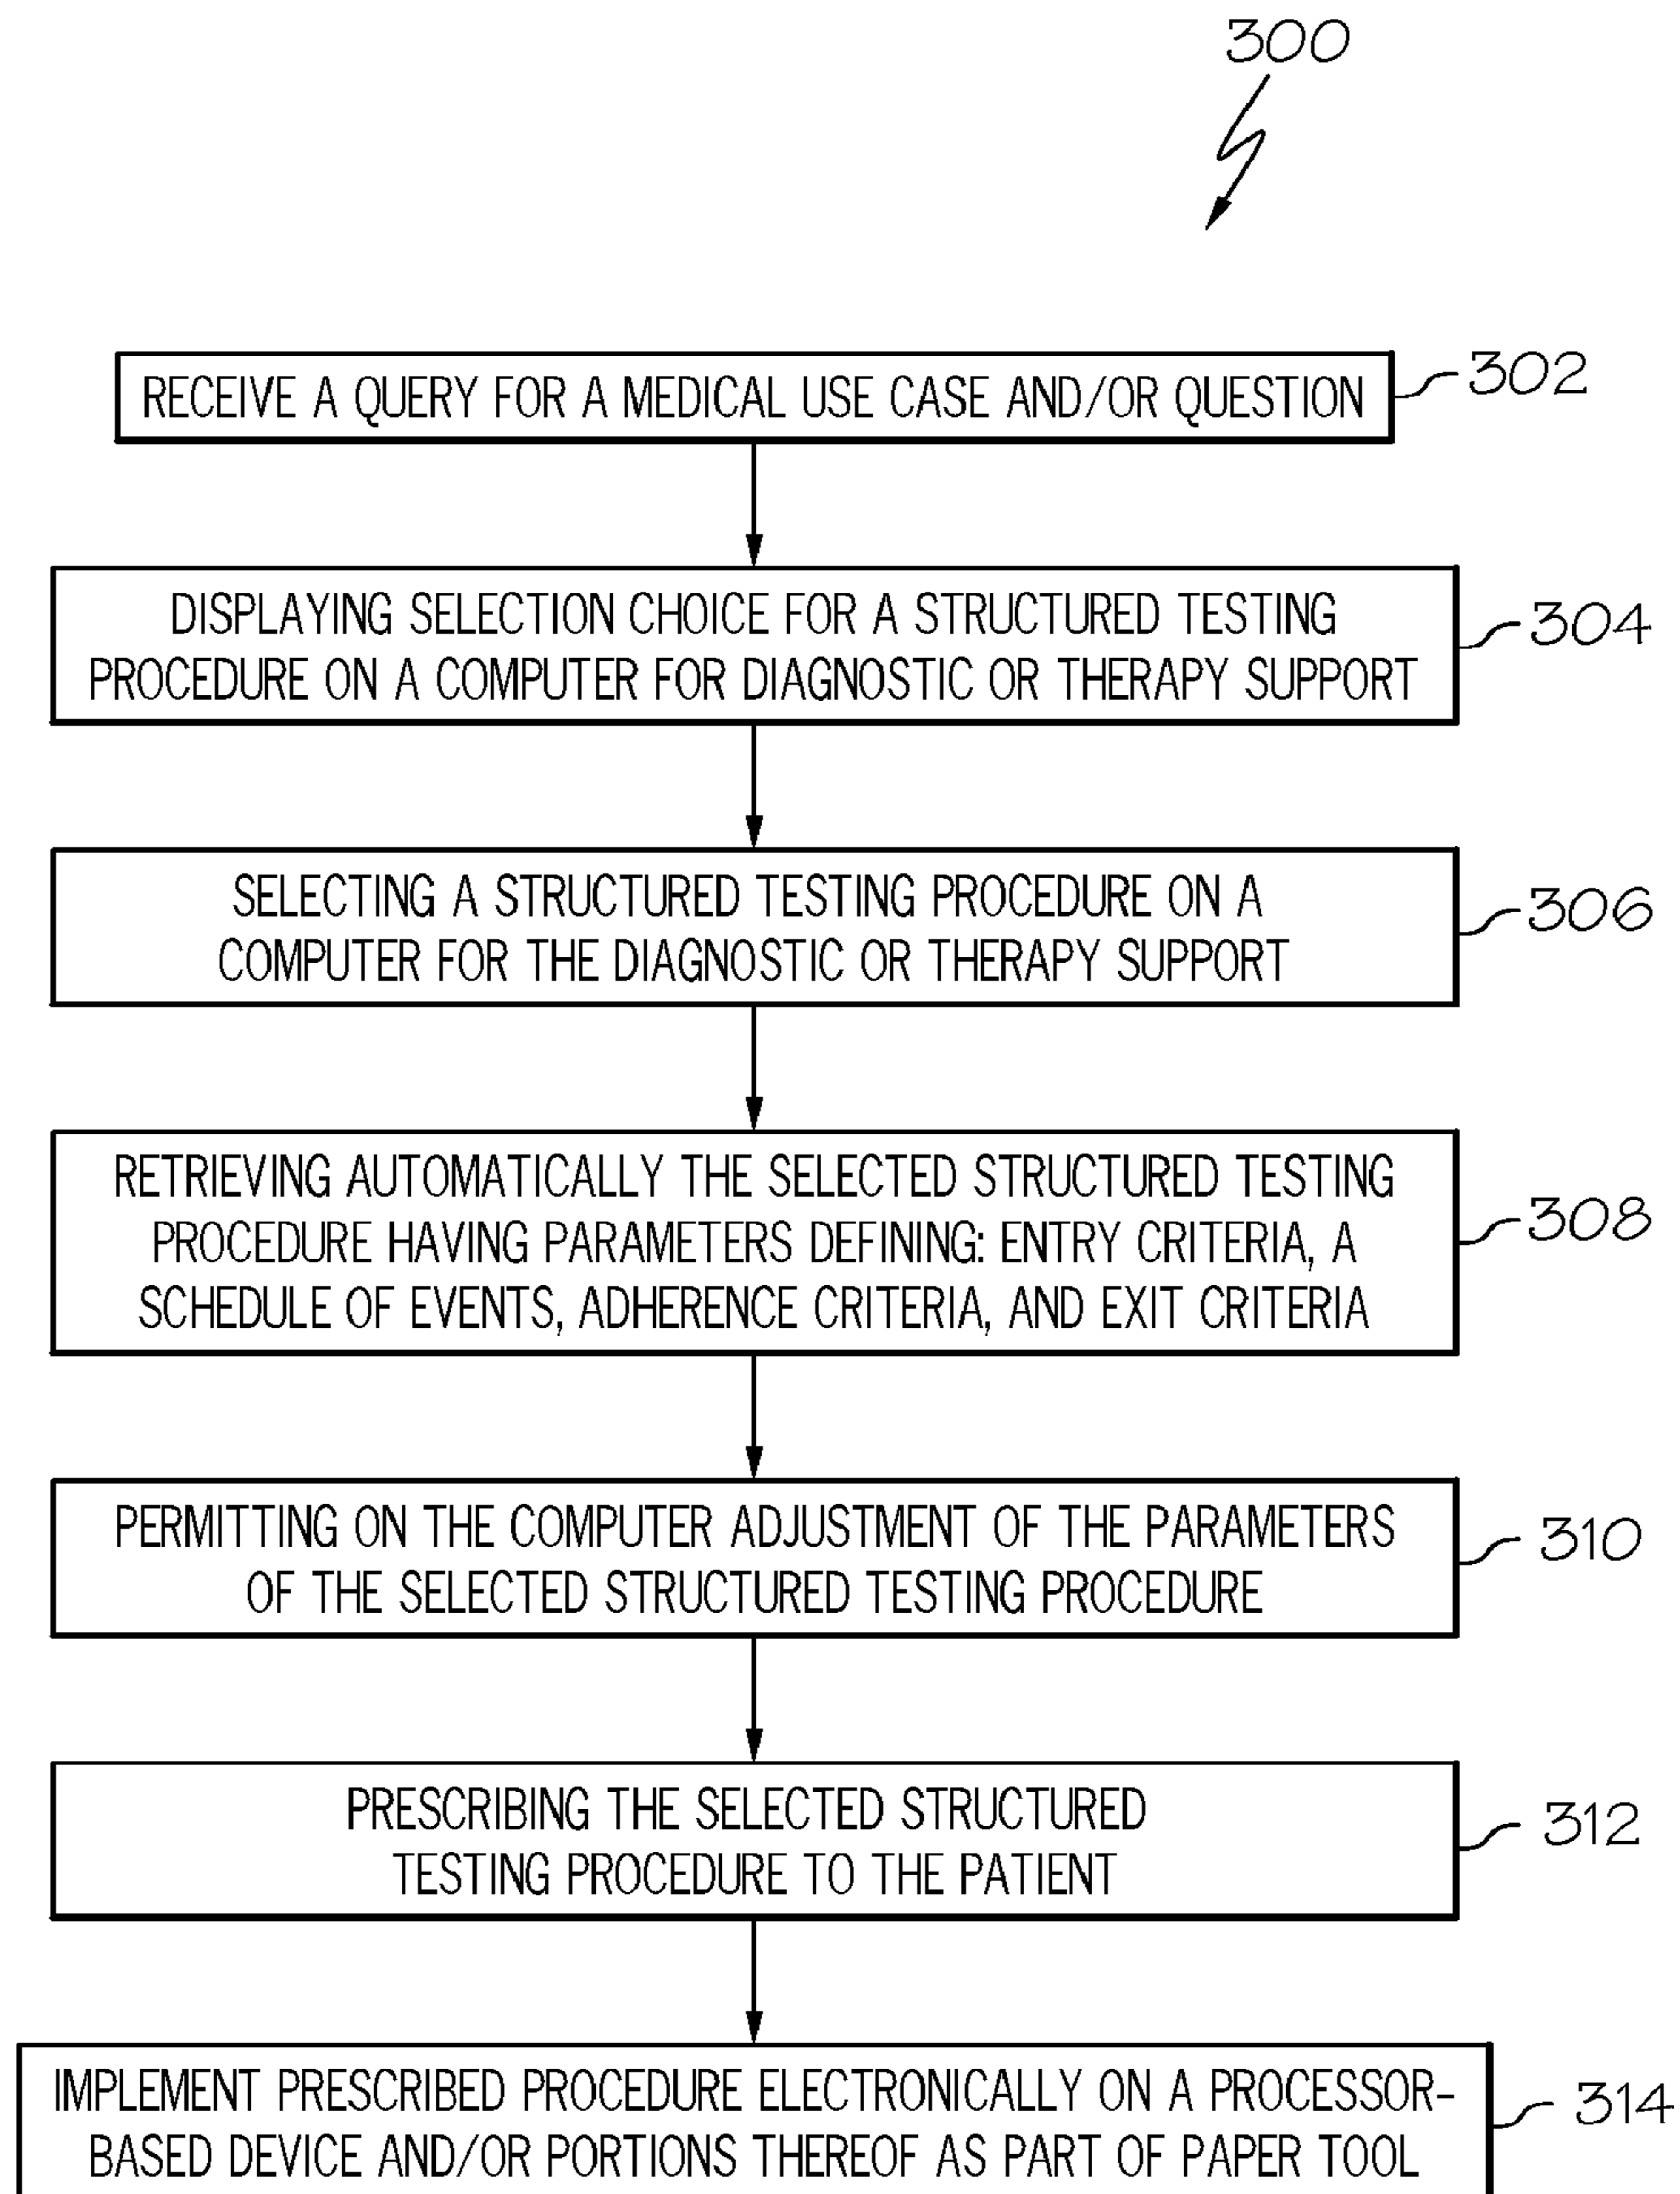 300
RECEIVE A QUERY FOR A MEDICAL USE CASE AND/OR QUESTION
302
DISPLAYING SELECTION CHOICE FOR A STRUCTURED TESTING
PROCEDURE ON A COMPUTER FOR DIAGNOSTIC OR THERAPY SUPPORT
304
SELECTING A STRUCTURED TESTING PROCEDURE ON A
COMPUTER FOR THE DIAGNOSTIC OR THERAPY SUPPORT
306
RETRIEVING AUTOMATICALLY THE SELECTED STRUCTURED TESTING
PROCEDURE HAVING PARAMETERS DEFINING: ENTRY CRITERIA, A
SCHEDULE OF EVENTS, ADHERENCE CRITERIA, AND EXIT CRITERIA
308
PERMITTING ON THE COMPUTER ADJUSTMENT OF THE PARAMETERS
OF THE SELECTED STRUCTURED TESTING PROCEDURE
310
PRESCRIBING THE SELECTED STRUCTURED
TESTING PROCEDURE TO THE PATIENT
312
IMPLEMENT PRESCRIBED PROCEDURE ELECTRONICALLY ON A PROCESSOR-
BASED DEVICE AND/OR PORTIONS THEREOF AS PART OF PAPER TOOL
314